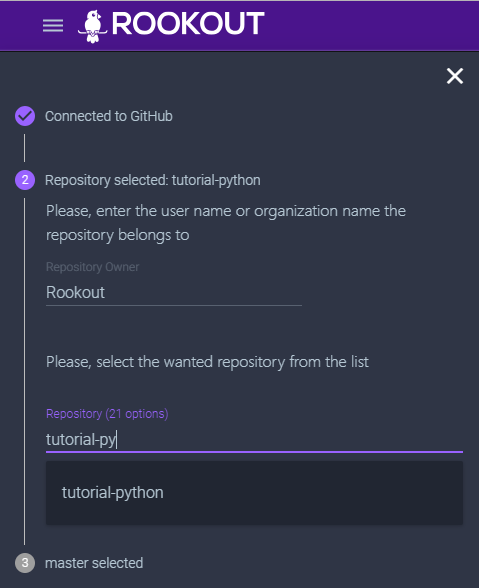 ROOKOUT
Connected to GitHub
2
Repository selected: tutorial-python
Please, enter the user name or organization name the
repository belongs to
Repository Owner
Rookout
Please, select the wanted repository from the list
Repository (21 options)
tutorial-py
tutorial-python
3
master selected